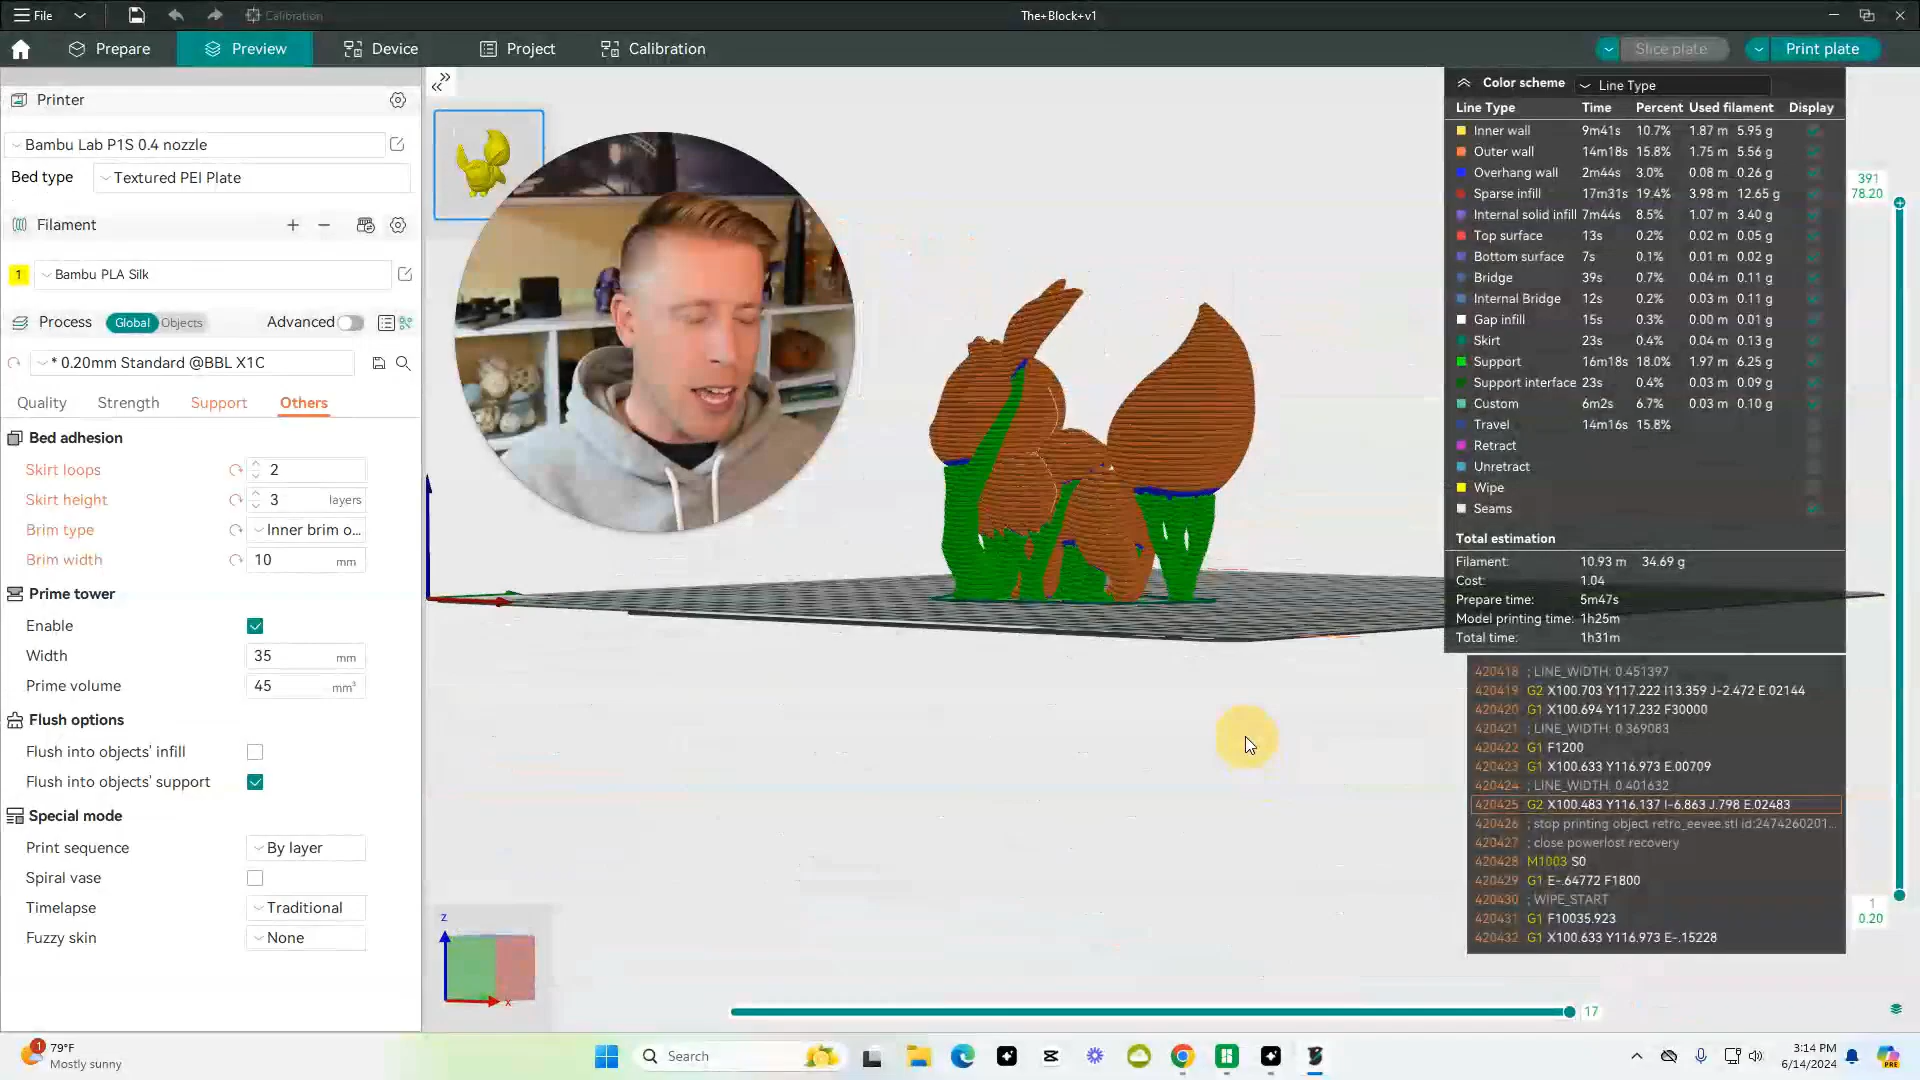 File
Calibration
The+Block+v1
Prepare
Preview
Device
Project
Calibration
Slice plate
Print plate
Printer
Bambu Lab P1S 0.4 nozzle
Bed type
Textured PEI Plate
Filament
1
Bambu PLA Silk
Process
Global
Objects
Advanced
* 0.20mm Standard @BBL X1C
Quality
Strength
Support
Others
Bed adhesion
Skirt loops 2
Skirt height 3 layers
Brim type Inner brim o...
Brim width 10 mm
Prime tower
Enable
Width 35 mm
Prime volume 45 mm³
Flush options
Flush into objects' infill
Flush into objects' support
Special mode
Print sequence By layer
Spiral vase
Timelapse Traditional
Fuzzy skin None
z
x
Color scheme Line Type
Line Type Time Percent Used filament Display
Inner wall 9m41s 10.7% 1.87 m 5.95 g
Outer wall 14m18s 15.8% 1.75 m 5.56 g
Overhang wall 2m44s 3.0% 0.08 m 0.26 g
Sparse infill 17m31s 19.4% 3.98 m 12.65 g
Internal solid infill 7m44s 8.5% 1.07 m 3.40 g
Top surface 13s 0.2% 0.02 m 0.05 g
Bottom surface 7s 0.1% 0.01 m 0.02 g
Bridge 39s 0.7% 0.04 m 0.11 g
Internal Bridge 12s 0.2% 0.03 m 0.11 g
Gap infill 15s 0.3% 0.00 m 0.01 g
Skirt 23s 0.4% 0.04 m 0.13 g
Support 16m18s 18.0% 1.97 m 6.25 g
Support interface 23s 0.4% 0.03 m 0.09 g
Custom 6m2s 6.7% 0.03 m 0.10 g
Travel 14m16s 15.8%
Retract
Unretract
Wipe
Seams
Total estimation
Filament: 10.93 m 34.69 g
Cost: 1.04
Prepare time: 5m47s
Model printing time: 1h25m
Total time: 1h31m
391
78.20
420418 ; LINE_WIDTH: 0.451397
420419 G2 X100.703 Y117.222 I13.359 J-2.472 E.02144
420420 G1 X100.694 Y117.232 F30000
420421 ; LINE_WIDTH: 0.369083
420422 G1 F1200
420423 G1 X100.633 Y116.973 E.00709
420424 ; LINE_WIDTH: 0.401632
420425 G2 X100.483 Y116.137 I-6.863 J.798 E.02483
420426 ; stop printing object retro_eevee.stl id:2474260201...
420427 ; close powerlost recovery
420428 M1003 S0
420429 G1 E-.64772 F1800
420430 ; WIPE_START
420431 G1 F10035.923
420432 G1 X100.633 Y116.973 E-.15228
1
0.20
17
1
79°F
Mostly sunny
Search
3:14 PM
6/14/2024
PRE